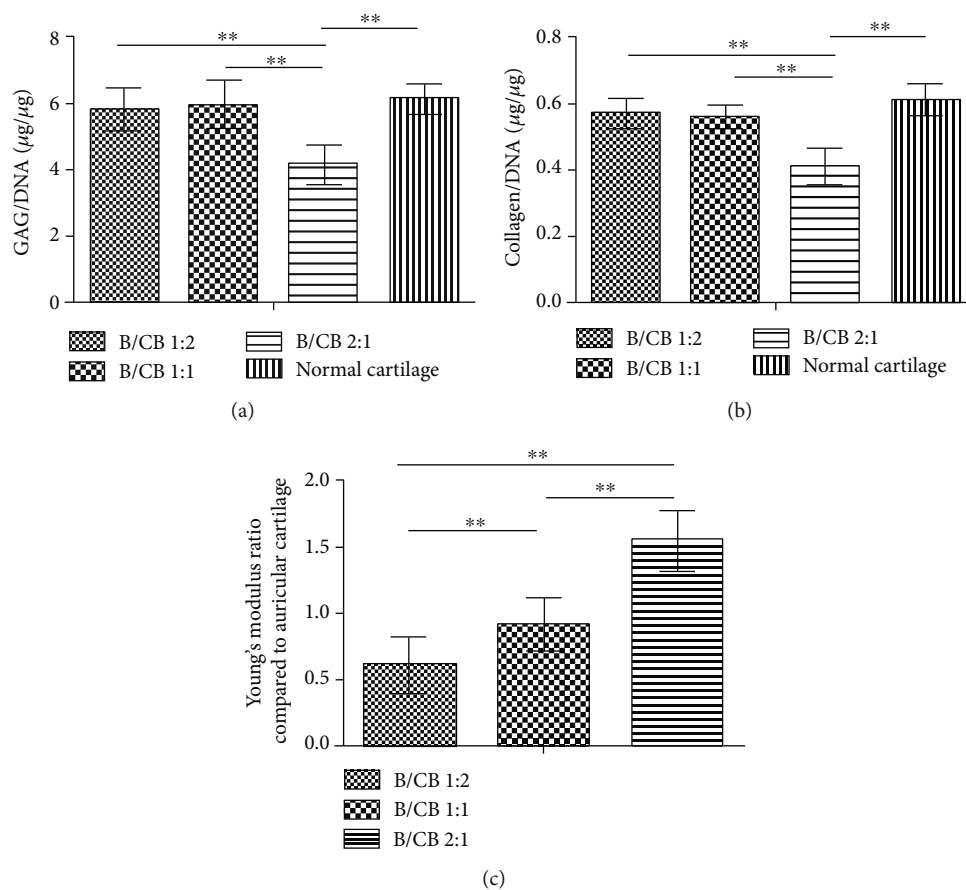 **
**
**
8
6
4
2
0
GAG/DNA (μg/μg)
B/CB 1:2
B/CB 1:1
B/CB 2:1
Normal cartilage
(a)
**
**
**
0.8
0.6
0.4
0.2
0.0
Collagen/DNA (μg/μg)
B/CB 1:2
B/CB 1:1
B/CB 2:1
Normal cartilage
(b)
**
**
**
2.0
1.5
1.0
0.5
0.0
Young's modulus ratio
compared to auricular cartilage
B/CB 1:2
B/CB 1:1
B/CB 2:1
(c)